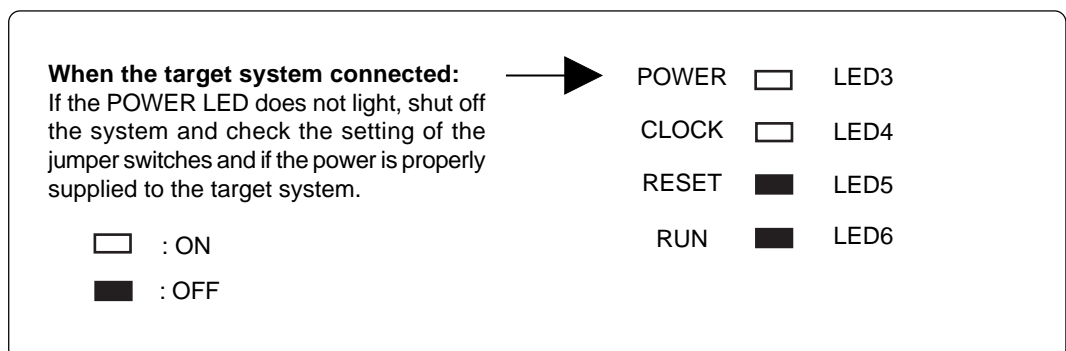 When the target system connected:
If the POWER LED does not light, shut off
the system and check the setting of the
jumper switches and if the power is properly
supplied to the target system.
: ON
: OFF
POWER LED3
CLOCK LED4
RESET LED5
RUN LED6